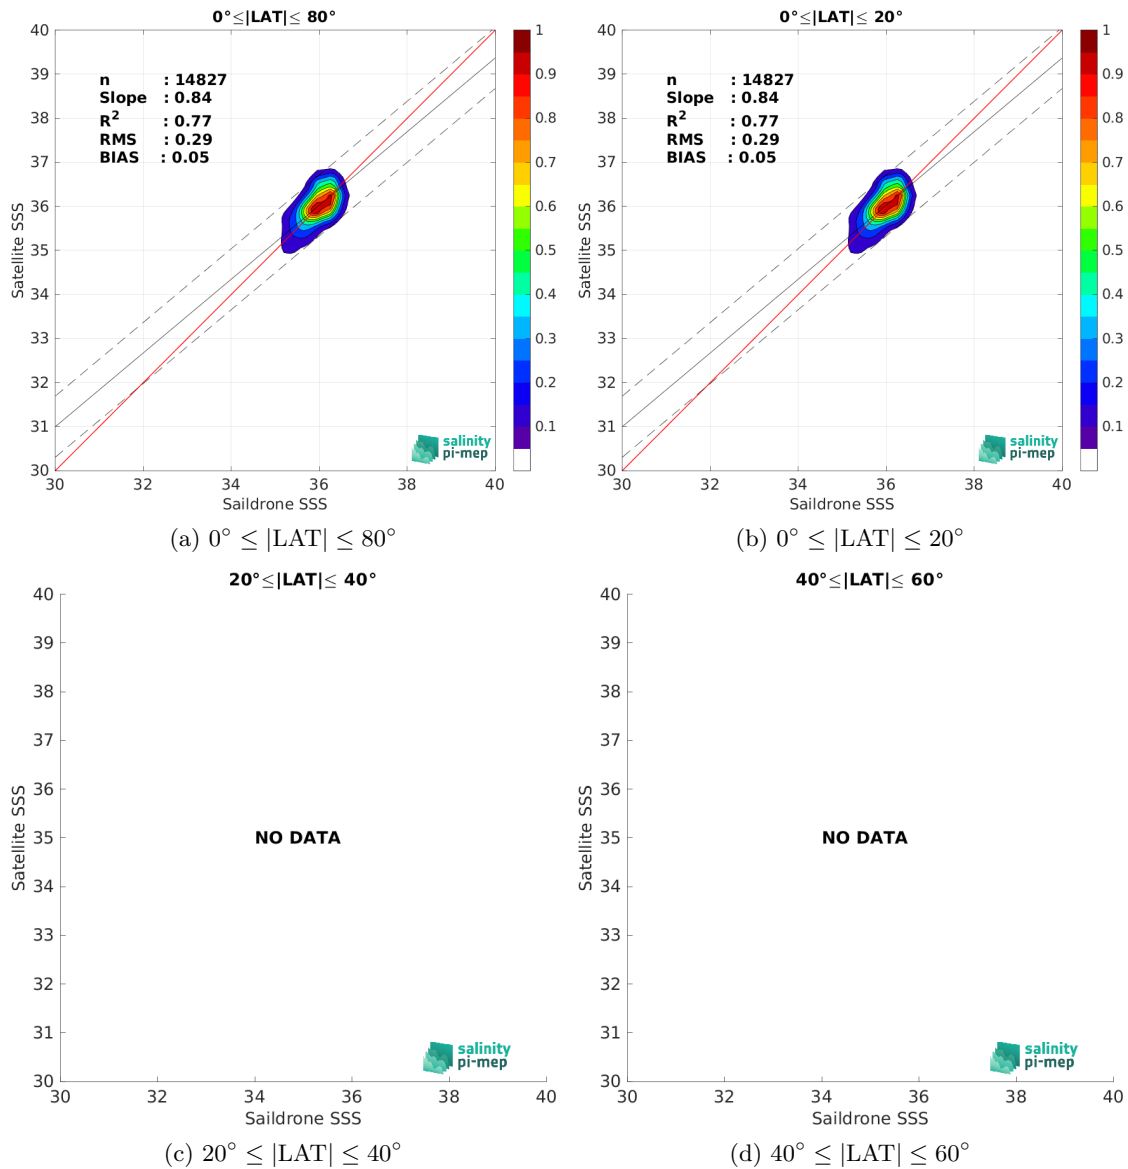 0°≤|LAT|≤ 80°
40
39
38
37
36
35
34
33
32
31
30
n : 14827
Slope : 0.84
R² : 0.77
RMS : 0.29
BIAS : 0.05
Satellite SSS
30 32 34 36 38 40
Saildrone SSS
salinity
pi-mep
1
0.9
0.8
0.7
0.6
0.5
0.4
0.3
0.2
0.1
(a) 0° ≤ |LAT| ≤ 80°
0°≤|LAT|≤ 20°
40
39
38
37
36
35
34
33
32
31
30
n : 14827
Slope : 0.84
R² : 0.77
RMS : 0.29
BIAS : 0.05
Satellite SSS
30 32 34 36 38 40
Saildrone SSS
salinity
pi-mep
1
0.9
0.8
0.7
0.6
0.5
0.4
0.3
0.2
0.1
(b) 0° ≤ |LAT| ≤ 20°
20°≤|LAT|≤ 40°
40
39
38
37
36
35
34
33
32
31
30
Satellite SSS
NO DATA
salinity
pi-mep
30 32 34 36 38 40
Saildrone SSS
(c) 20° ≤ |LAT| ≤ 40°
40°≤|LAT|≤ 60°
40
39
38
37
36
35
34
33
32
31
30
Satellite SSS
NO DATA
salinity
pi-mep
30 32 34 36 38 40
Saildrone SSS
(d) 40° ≤ |LAT| ≤ 60°